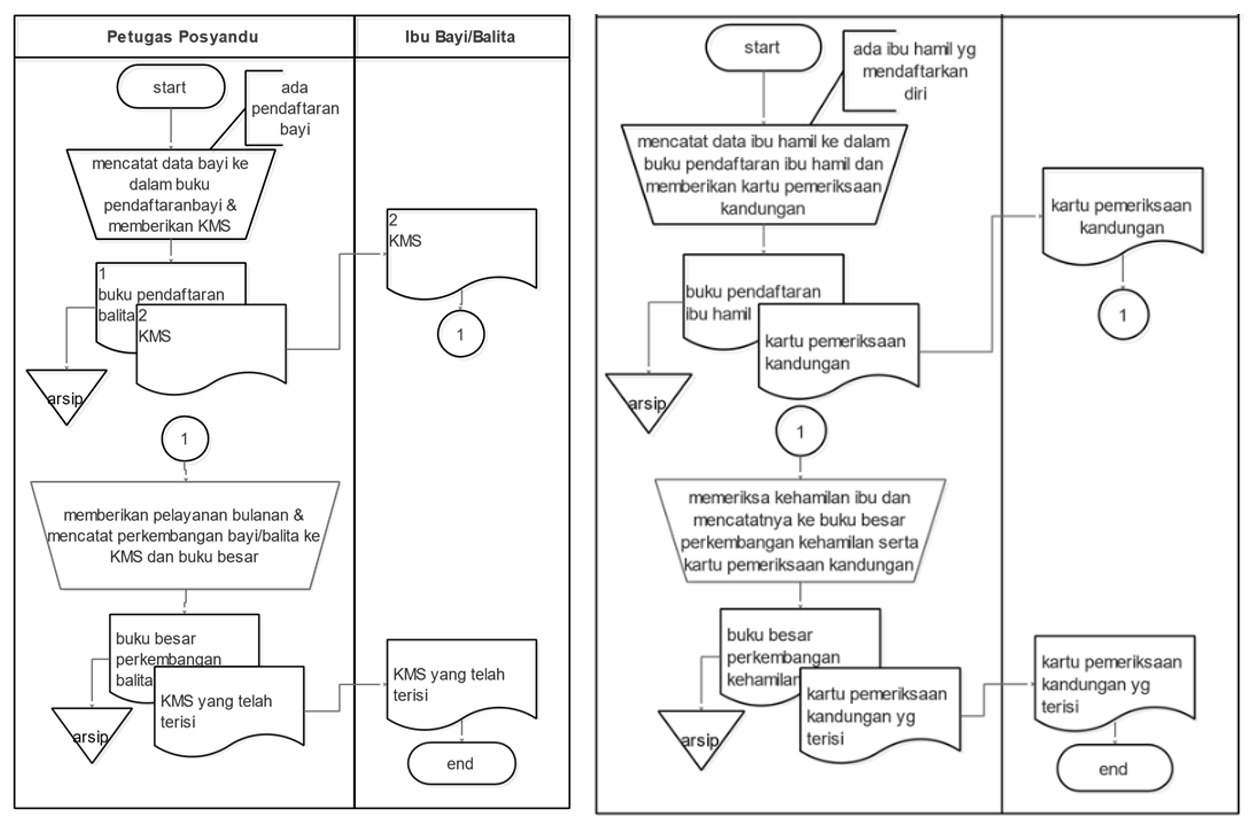 Petugas Posyandu
Ibu Bayi/Balita
start
ada
pendaftaran
bayi
mencatat data bayi ke
dalam buku
pendaftaranbayi &
memberikan KMS
1
buku pendaftaran
balita
2
KMS
arsip
2
KMS
1
1
memberikan pelayanan bulanan &
mencatat perkembangan bayi/balita ke
KMS dan buku besar
buku besar
perkembangan
balita
KMS yang telah
terisi
arsip
KMS yang telah
terisi
end
start
ada ibu hamil yg
mendaftarkan
diri
mencatat data ibu hamil ke dalam
buku pendaftaran ibu hamil dan
memberikan kartu pemeriksaan
kandungan
buku pendaftaran
ibu hamil
kartu pemeriksaan
kandungan
arsip
kartu pemeriksaan
kandungan
1
1
memeriksa kehamilan ibu dan
mencatatnya ke buku besar
perkembangan kehamilan serta
kartu pemeriksaan kandungan
buku besar
perkembangan
kehamilan
kartu pemeriksaan
kandungan yg
terisi
arsip
kartu pemeriksaan
kandungan yg
terisi
end